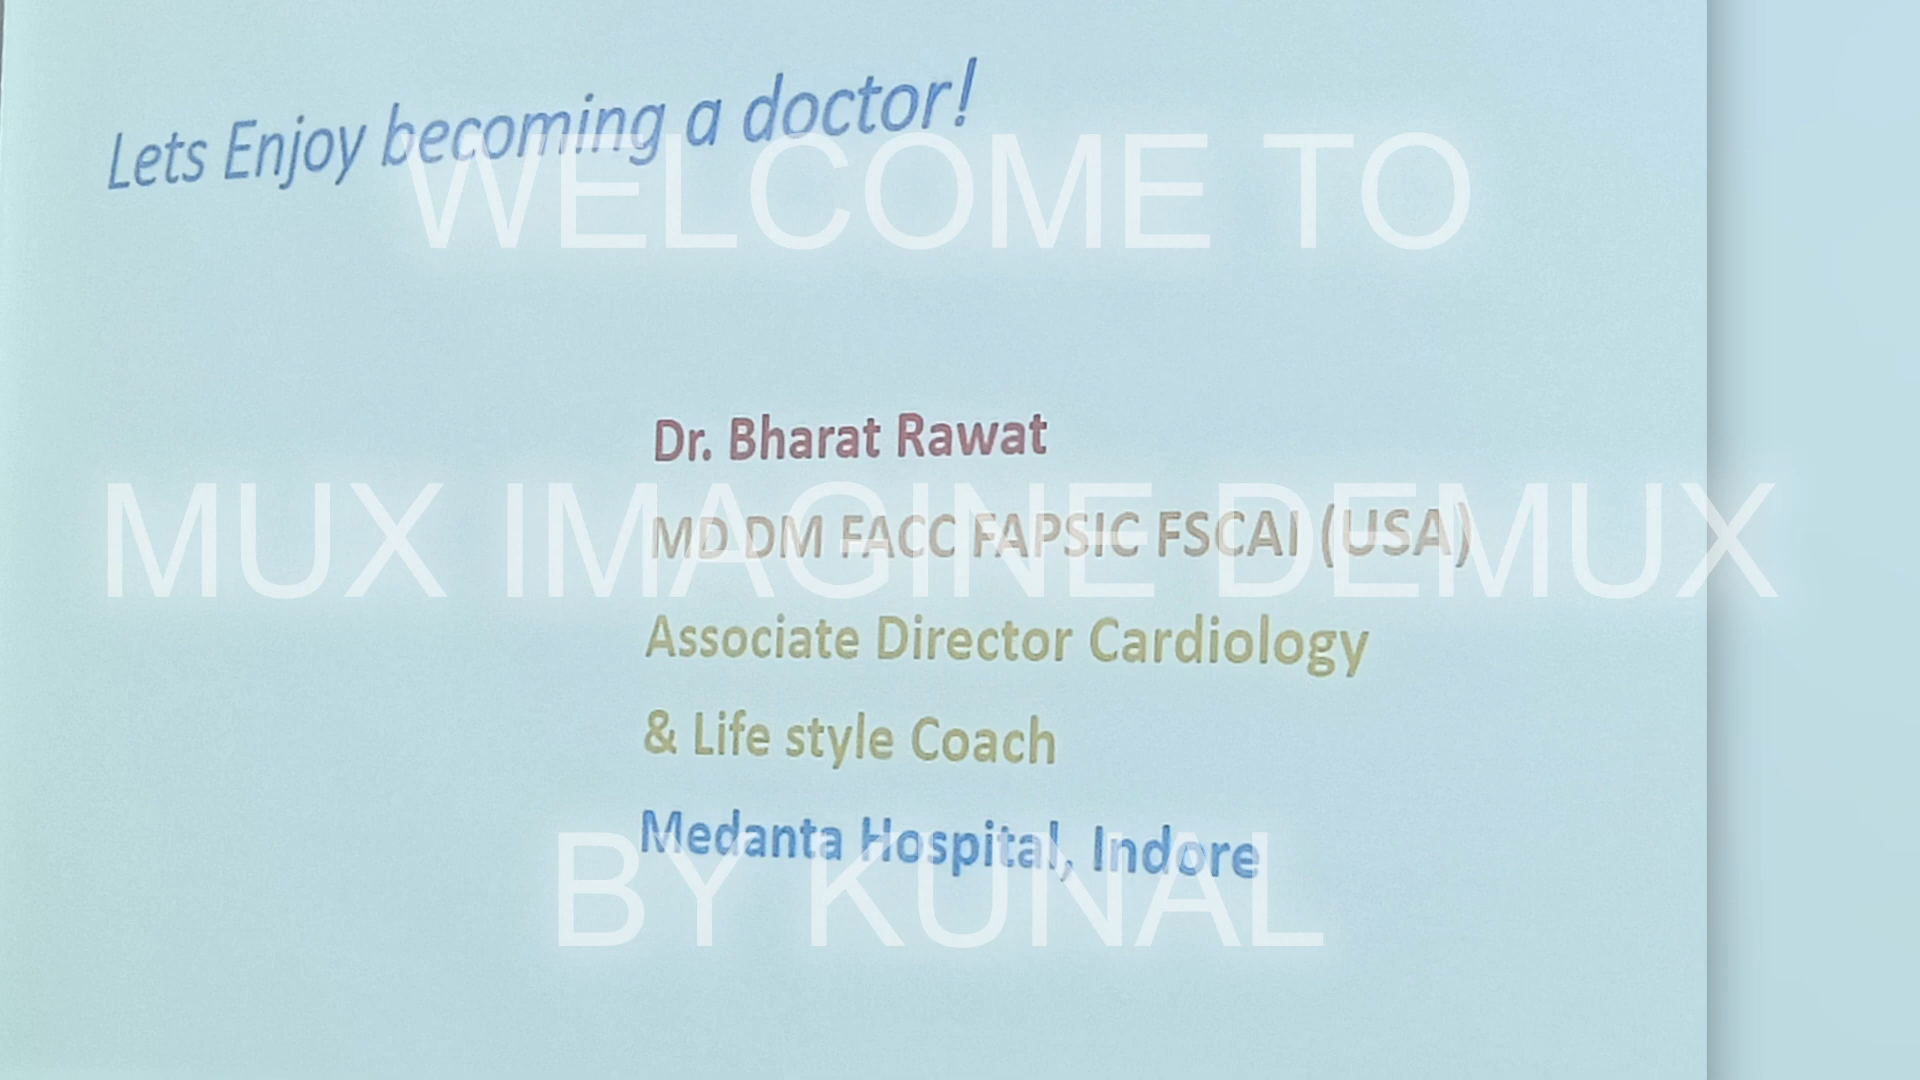 Lets Enjoy becoming a doctor!
WELCOME TO
Dr. Bharat Rawat
MD DM FACC FAPSIC FSCAI (USA)
MUX IMAGINE DEMUX
Associate Director Cardiology
& Life style Coach
Medanta Hospital, Indore
BY KUNAL